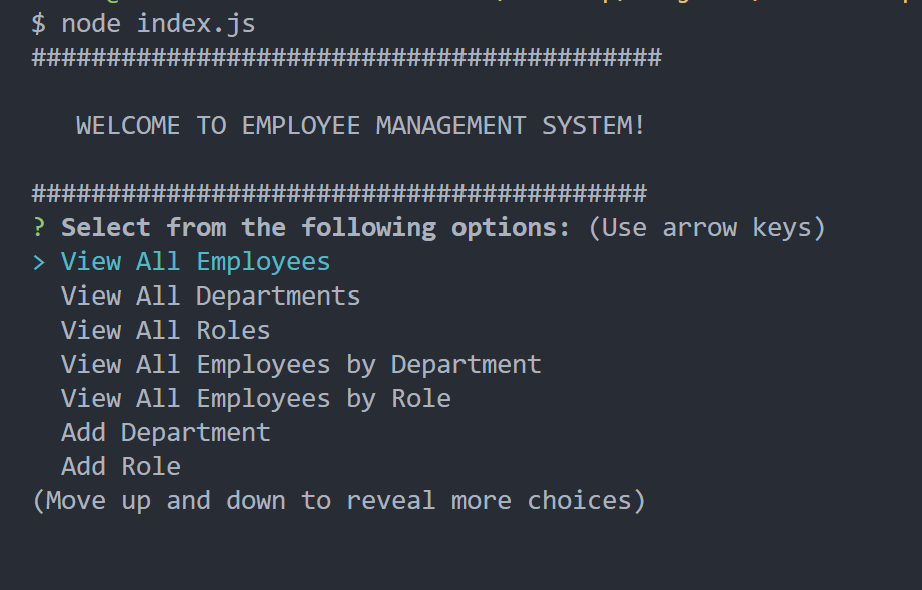 $ node index.js
##########################################
WELCOME TO EMPLOYEE MANAGEMENT SYSTEM!
#########################################
? Select from the following options: (Use arrow keys)
> View All Employees
View All Departments
View All Roles
View All Employees by Department
View All Employees by Role
Add Department
Add Role
(Move up and down to reveal more choices)